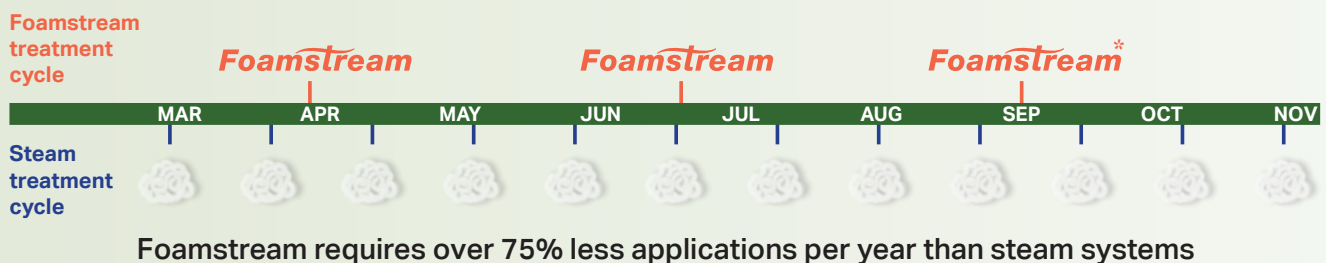 Foamstream
treatment
cycle
Foamstream Foamstream Foamstream*
MAR APR MAY JUN JUL AUG SEP OCT NOV
Steam
treatment
cycle
Foamstream requires over 75% less applications per year than steam systems